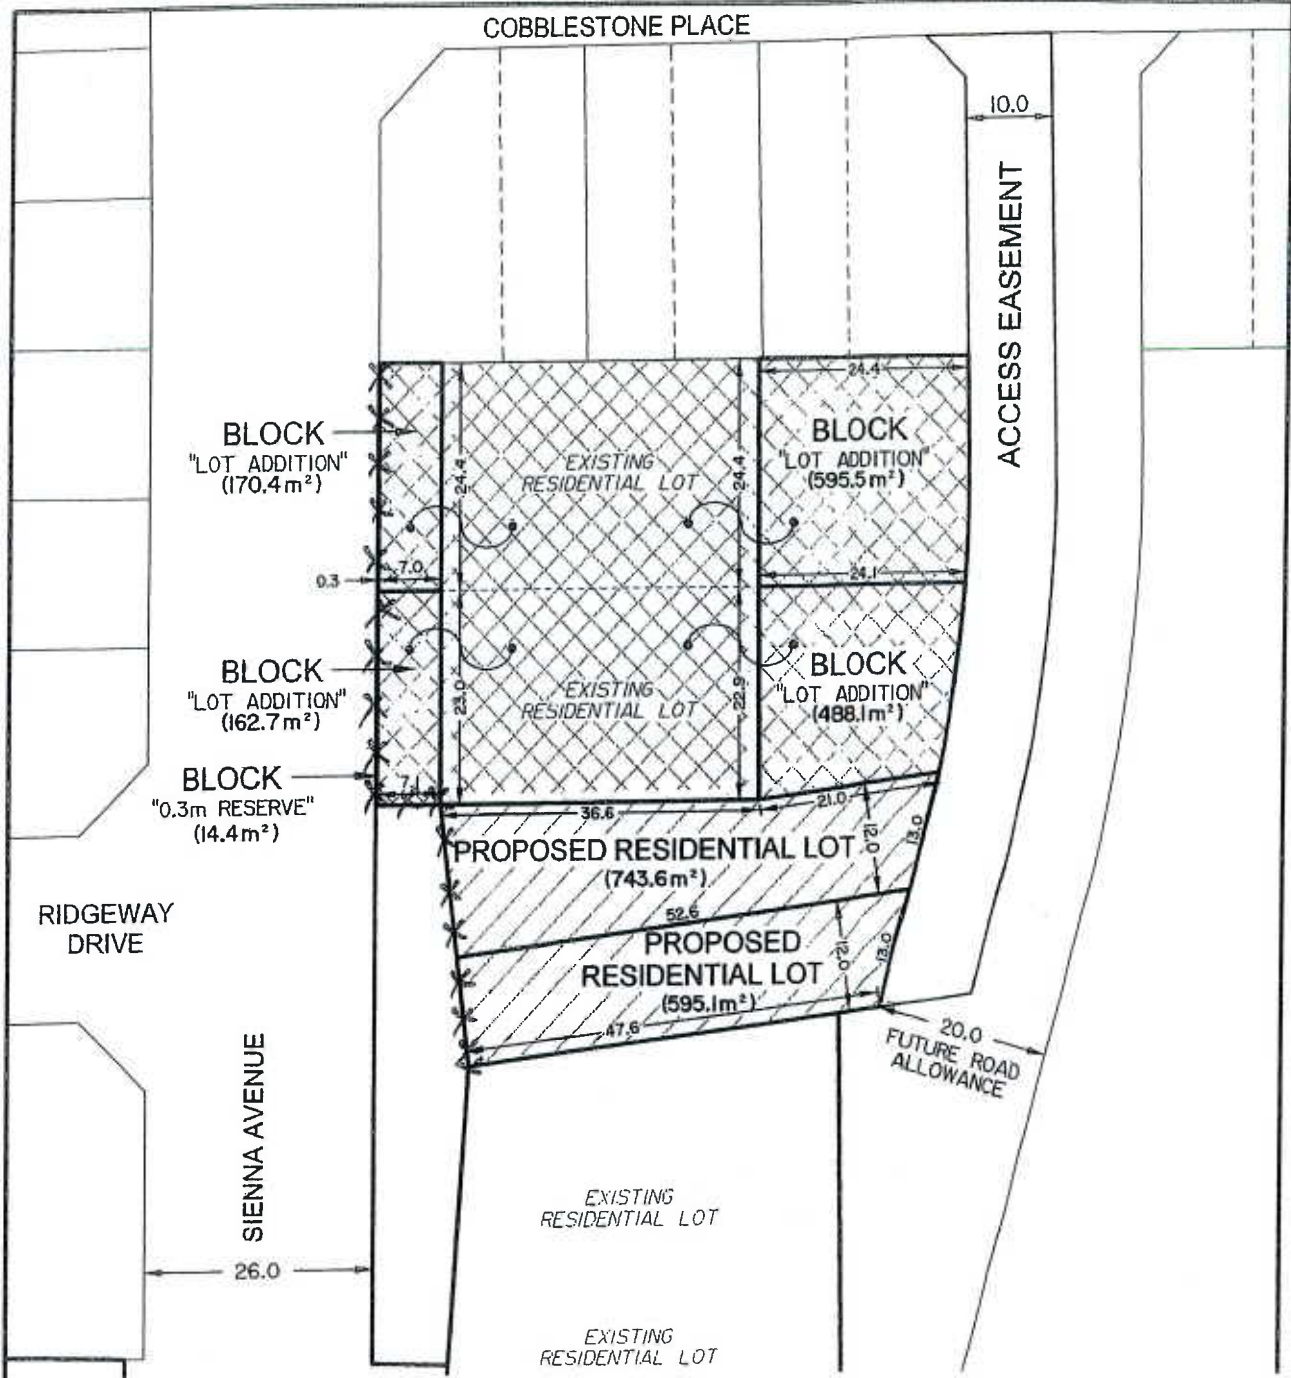 COBBLESTONE PLACE
10.0
ACCESS EASEMENT
24.4
BLOCK
"LOT ADDITION"
(170.4m²)
24.4
EXISTING
RESIDENTIAL LOT
24.4
BLOCK
"LOT ADDITION"
(595.5m²)
0.3
7.0
24.1
BLOCK
"LOT ADDITION"
(162.7m²)
23.0
EXISTING
RESIDENTIAL LOT
22.9
BLOCK
"LOT ADDITION"
(488.1m²)
BLOCK
"0.3m RESERVE"
(14.4m²)
7.1
36.6
21.0
12.0
13.0
PROPOSED RESIDENTIAL LOT
(743.6m²)
52.6
RIDGEWAY
DRIVE
PROPOSED
RESIDENTIAL LOT
(595.1m²)
12.0
13.0
47.6
20.0
FUTURE ROAD
ALLOWANCE
SIENNA AVENUE
26.0
EXISTING
RESIDENTIAL LOT
EXISTING
RESIDENTIAL LOT